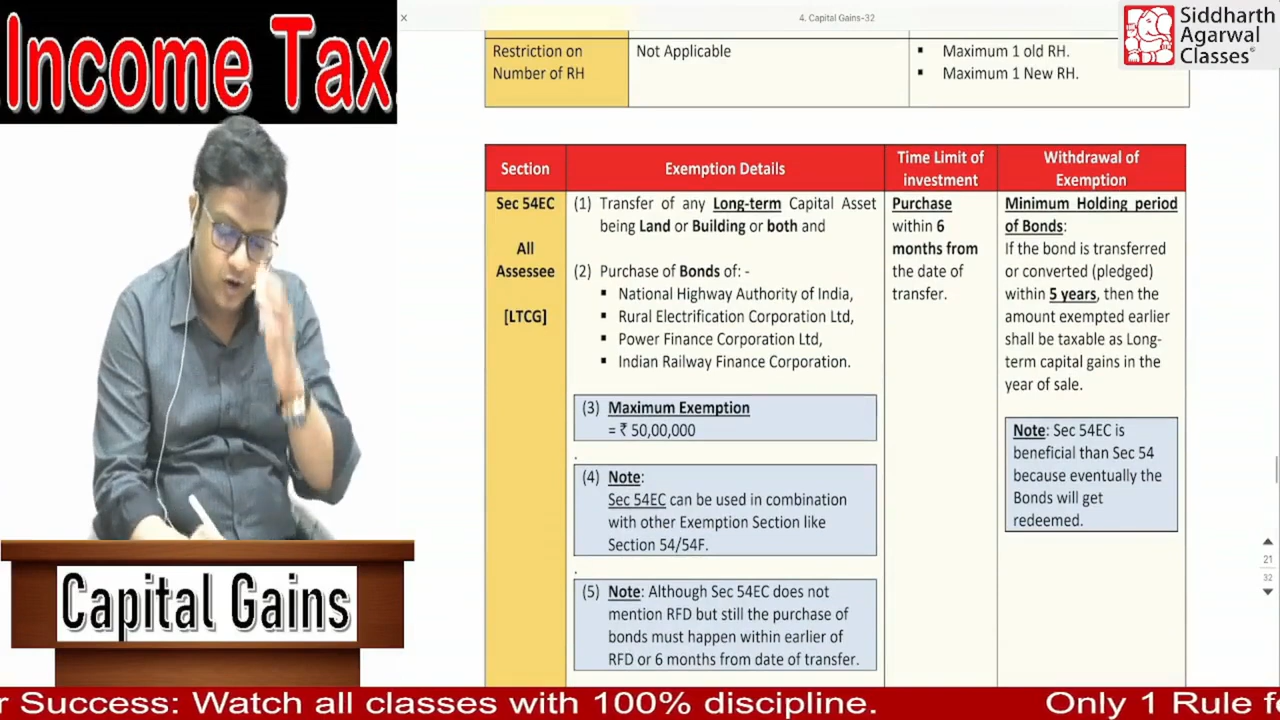 Income Tax
4. Capital Gains-32
Siddharth
Agarwal
Classes
Restriction on
Number of RH
Not Applicable
▪ Maximum 1 old RH.
▪ Maximum 1 New RH.
Section
Exemption Details
Time Limit of
investment
Withdrawal of
Exemption
Sec 54EC
All
Assessee
[LTCG]
(1) Transfer of any Long-term Capital Asset
being Land or Building or both and
(2) Purchase of Bonds of: -
▪ National Highway Authority of India,
▪ Rural Electrification Corporation Ltd,
▪ Power Finance Corporation Ltd,
▪ Indian Railway Finance Corporation.
(3) Maximum Exemption
= ₹ 50,00,000
.
(4) Note:
Sec 54EC can be used in combination
with other Exemption Section like
Section 54/54F.
.
(5) Note: Although Sec 54EC does not
mention RFD but still the purchase of
bonds must happen within earlier of
RFD or 6 months from date of transfer.
Purchase
within 6
months from
the date of
transfer.
Minimum Holding period
of Bonds:
If the bond is transferred
or converted (pledged)
within 5 years, then the
amount exempted earlier
shall be taxable as Long-
term capital gains in the
year of sale.
Note: Sec 54EC is
beneficial than Sec 54
because eventually the
Bonds will get
redeemed.
21
32
Capital Gains
r Success: Watch all classes with 100% discipline.
Only 1 Rule f